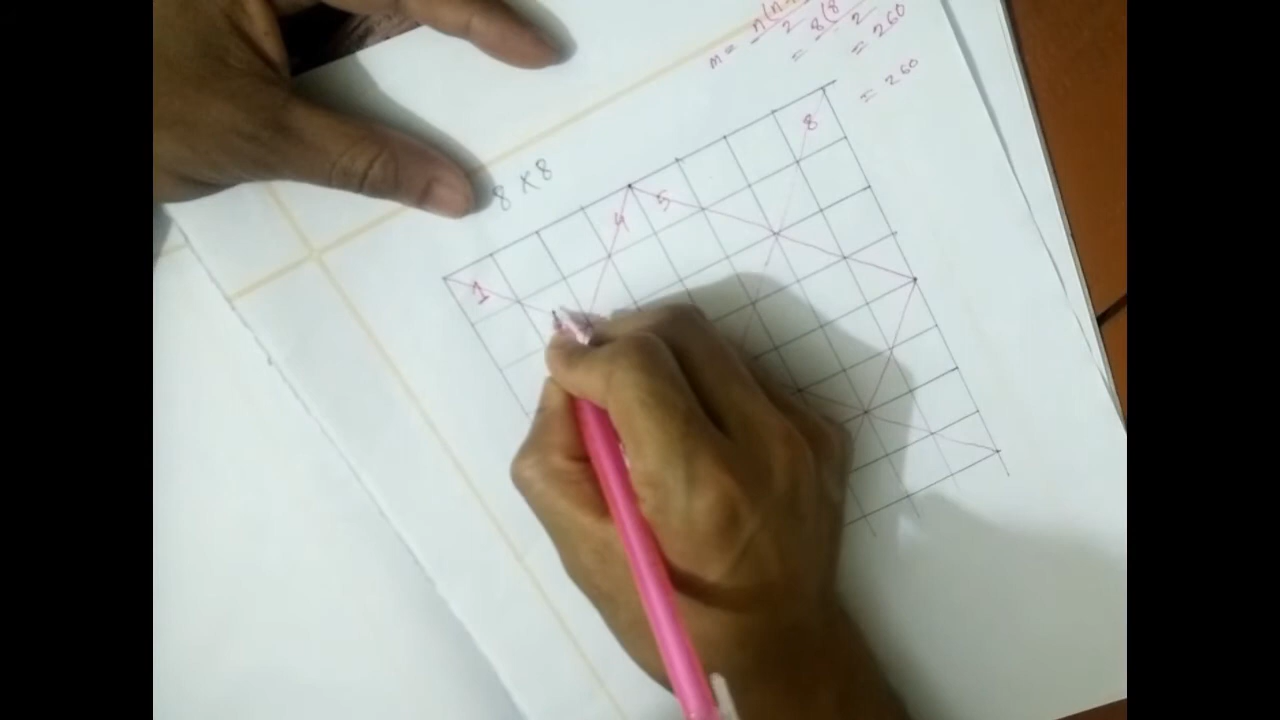 m = n(n
2
= 8(8
2
= 260
= 260
8 × 8
1 4 5 8